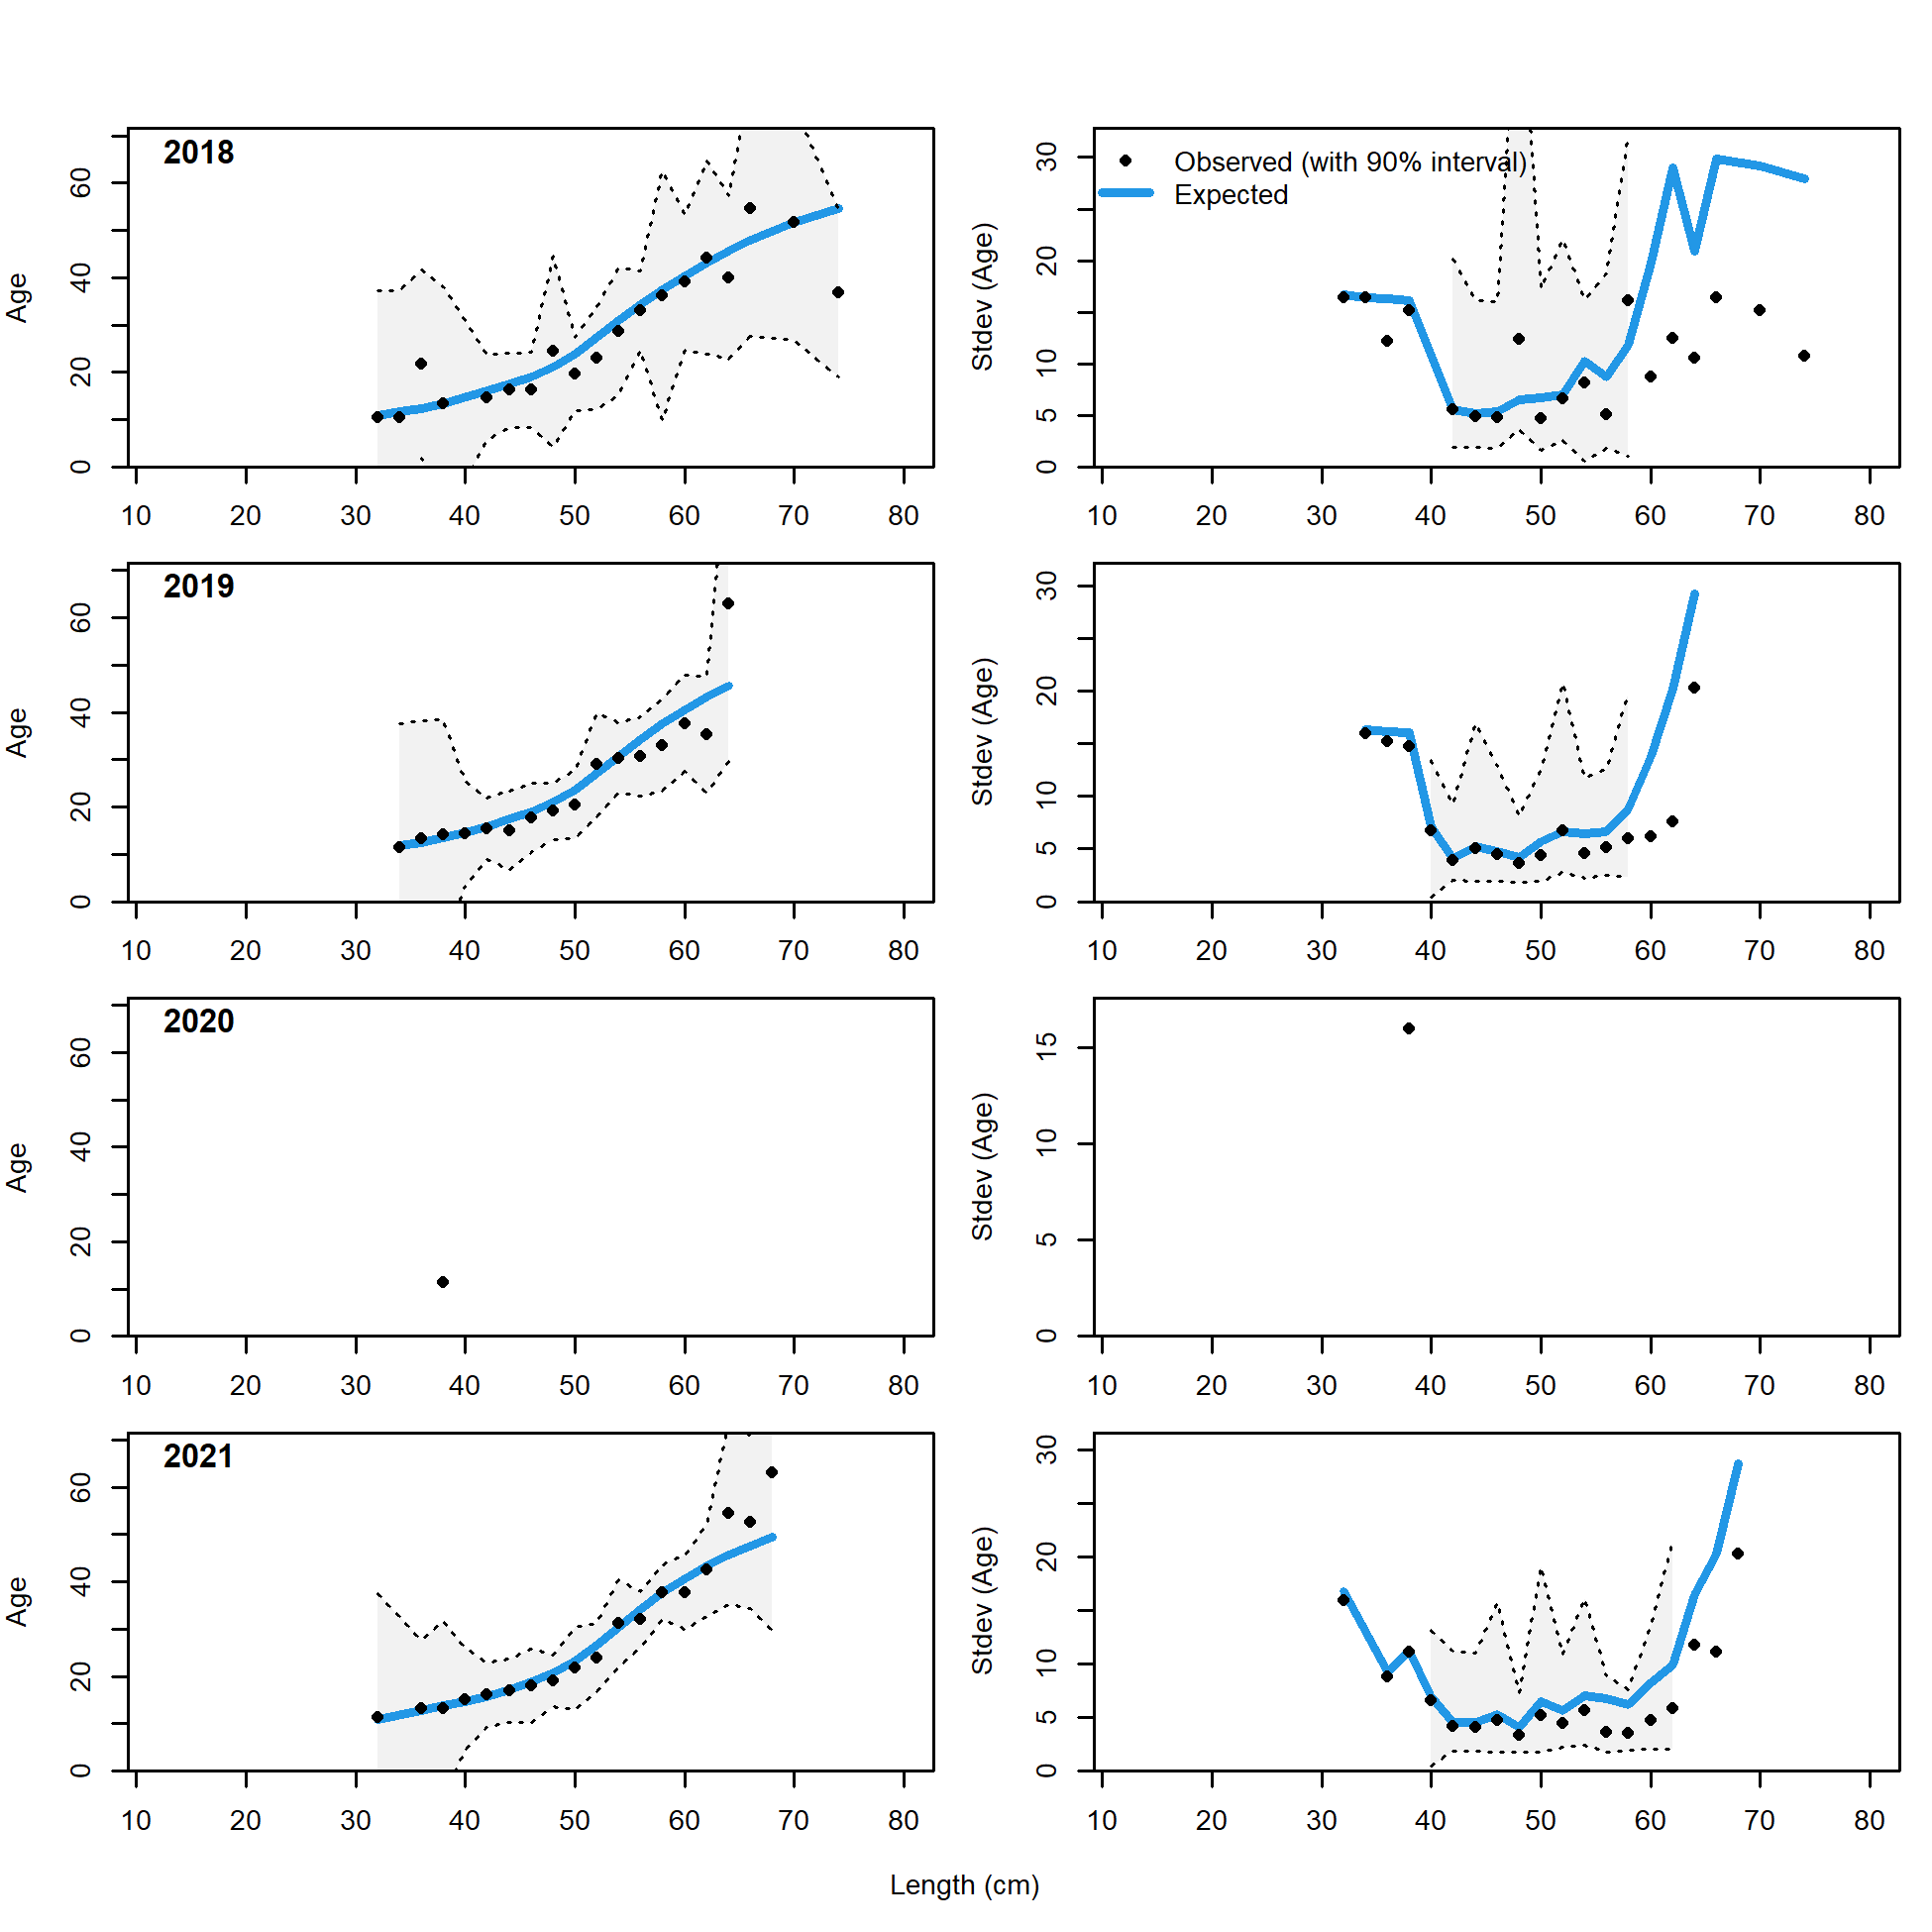 2018
Age
0 20 40 60
10 20 30 40 50 60 70 80
Observed (with 90% interval)
Expected
Stdev (Age)
0 5 10 20 30
10 20 30 40 50 60 70 80
2019
Age
0 20 40 60
10 20 30 40 50 60 70 80
Stdev (Age)
0 5 10 20 30
10 20 30 40 50 60 70 80
2020
Age
0 20 40 60
10 20 30 40 50 60 70 80
Stdev (Age)
0 5 10 15
10 20 30 40 50 60 70 80
2021
Age
0 20 40 60
10 20 30 40 50 60 70 80
Stdev (Age)
0 5 10 20 30
10 20 30 40 50 60 70 80
Length (cm)